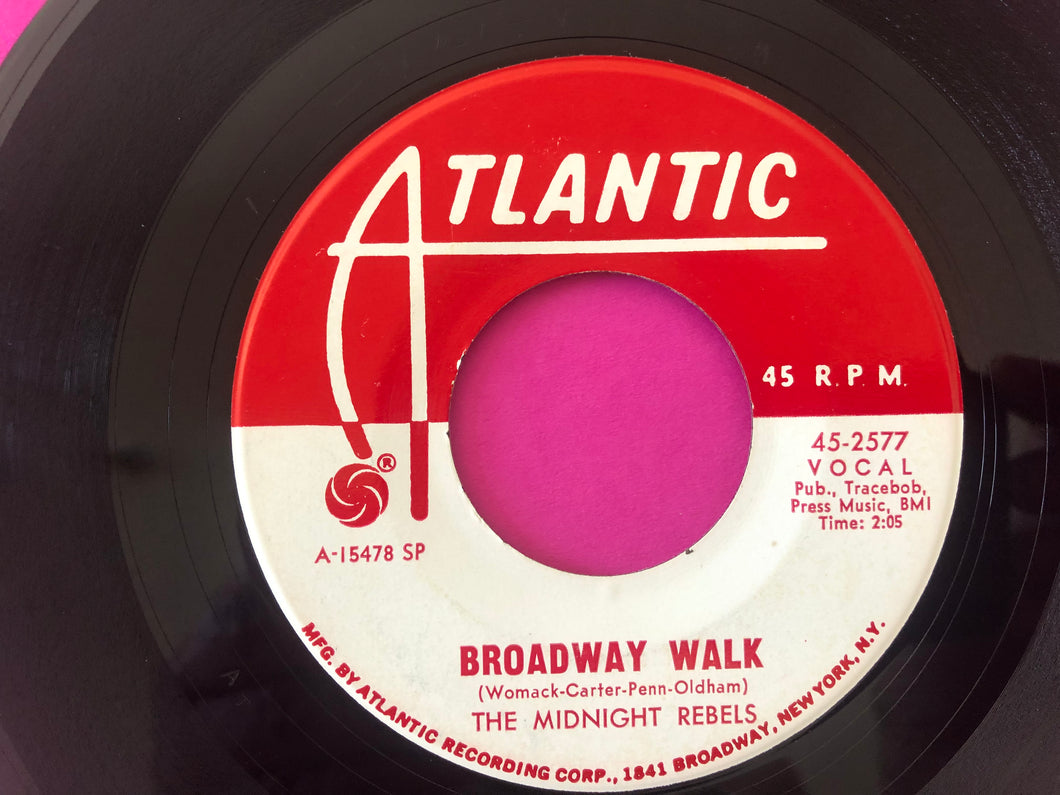 ATLANTIC
45 R.P.M.
45-2577
VOCAL
Pub., Tracebob,
Press Music, BMI
Time: 2:05
®
A-15478 SP
BROADWAY WALK
(Womack-Carter-Penn-Oldham)
THE MIDNIGHT REBELS
MFG. BY ATLANTIC RECORDING CORP., 1841 BROADWAY, NEW YORK, N.Y.